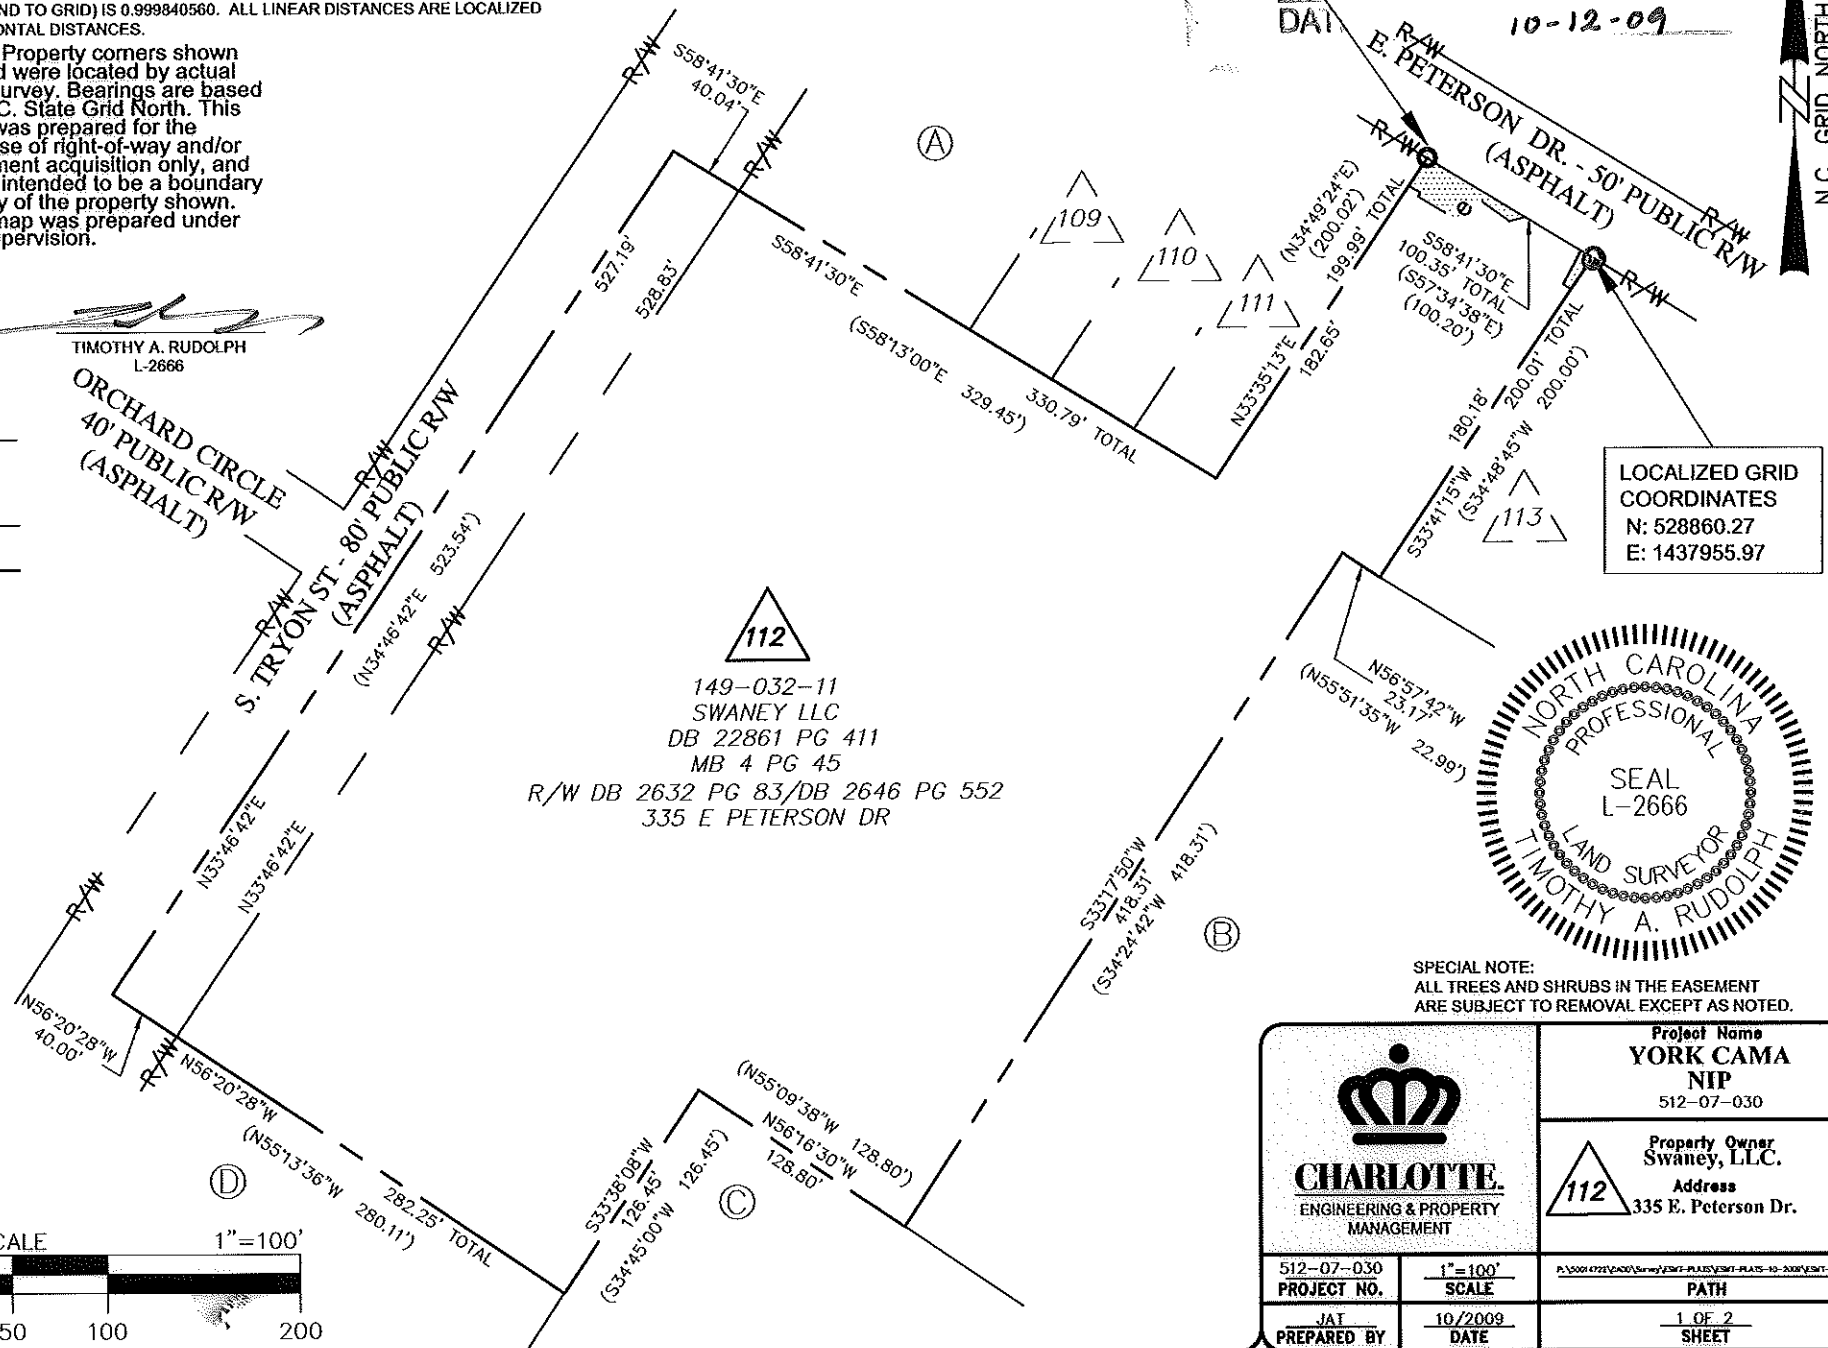 ND TO GRID) IS 0.999840560. ALL LINEAR DISTANCES ARE LOCALIZED
ONTAL DISTANCES.
Property corners shown
d were located by actual
urvey. Bearings are based
C. State Grid North. This
was prepared for the
se of right-of-way and/or
nent acquisition only, and
intended to be a boundary
y of the property shown.
nap was prepared under
pervision.
TIMOTHY A. RUDOLPH
L-2666
ORCHARD CIRCLE
40' PUBLIC R/W
(ASPHALT)
S. TRYON ST - 80' PUBLIC R/W
(ASPHALT)
R/W
R/W
R/W
R/W
R/W
R/W
R/W
S58°41'30"E
40.04'
527.19'
528.83'
(N34°46'42"E 523.54')
N33°46'42"E
N33°46'42"E
A
S58°41'30"E
(S58°13'00"E 329.45')
330.79' TOTAL
109
110
111
DAT
10-12-09
R/W
E. PETERSON DR. - 50' PUBLIC R/W
(ASPHALT)
R/W
R/W
R/W
N C GRID NORTH
(N34°49'24"E)
(200.02')
199.99' TOTAL
N33°35'13"E
182.65'
e
S58°41'30"E
100.35' TOTAL
(S57°34'38"E)
(100.20')
180.18'
200.01' TOTAL
S33°41'15"W
(S34°48'45"W 200.00')
113
LOCALIZED GRID
COORDINATES
N: 528860.27
E: 1437955.97
112
149-032-11
SWANEY LLC
DB 22861 PG 411
MB 4 PG 45
R/W DB 2632 PG 83/DB 2646 PG 552
335 E PETERSON DR
N56°57'42"W
23.17'
(N55°51'35"W 22.99')
NORTH CAROLINA
PROFESSIONAL
SEAL
L-2666
LAND SURVEYOR
TIMOTHY A. RUDOLPH
S33°17'50"W
418.31'
(S34°24'42"W 418.31')
B
SPECIAL NOTE:
ALL TREES AND SHRUBS IN THE EASEMENT
ARE SUBJECT TO REMOVAL EXCEPT AS NOTED.
N56°20'28"W
40.00'
N56°20'28"W
(N55°13'36"W 280.11')
282.25' TOTAL
D
S33°38'08"W
126.45'
(S34°45'00"W 126.45')
C
(N55°09'38"W 128.80')
N56°16'30"W
128.80'
CALE
1"=100'
50
100
200
CHARLOTTE.
ENGINEERING & PROPERTY
MANAGEMENT
Project Name
YORK CAMA
NIP
512-07-030
112
Property Owner
Swaney, LLC.
Address
335 E. Peterson Dr.
512-07-030
PROJECT NO.
1"=100'
SCALE
PATH
JAT
PREPARED BY
10/2009
DATE
1 OF 2
SHEET